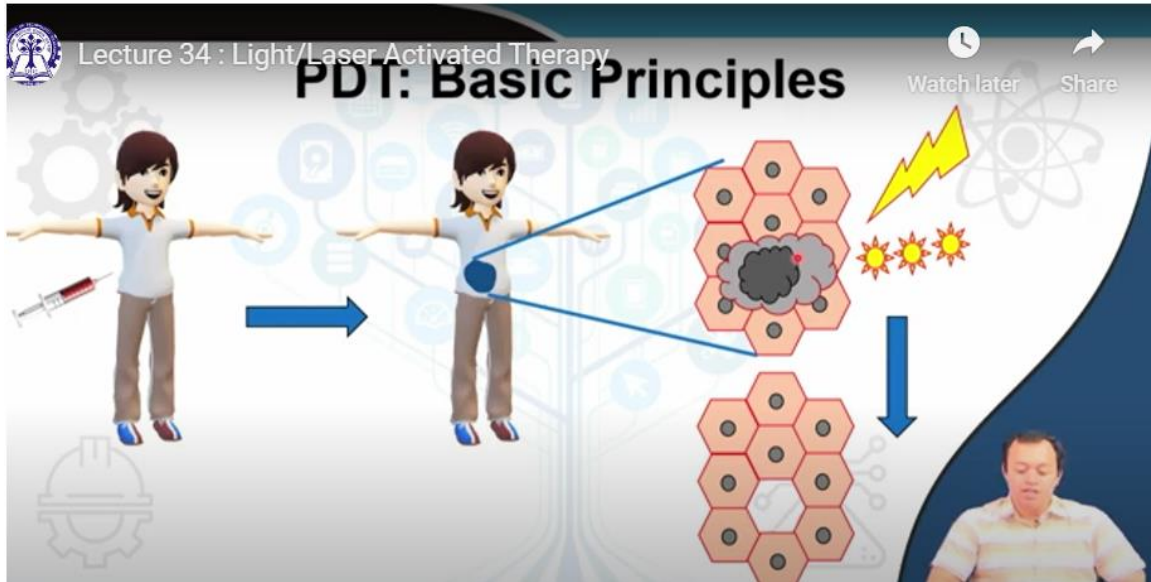 Lecture 34 : Light/Laser Activated Therapy
PDT: Basic Principles
Watch later
Share